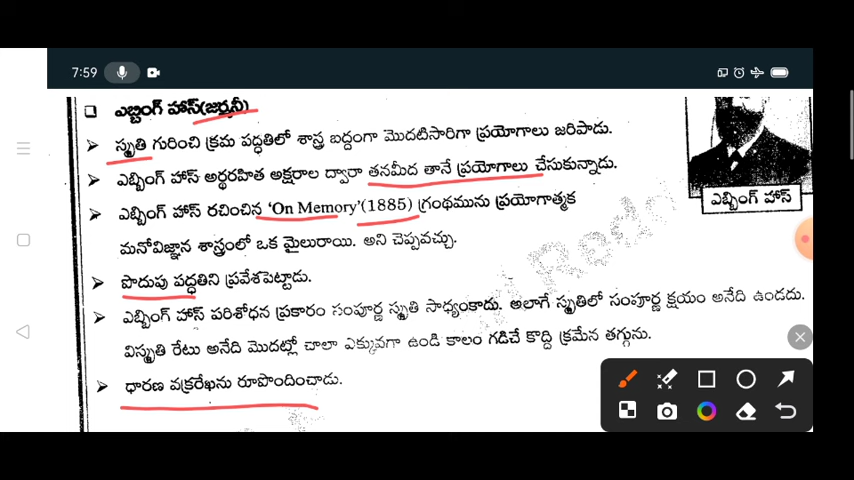 7:59
ఎబ్బింగ్ హాస్(జర్మనీ)
స్మృతి గురించి క్రమ పద్ధతిలో శాస్త్ర బద్ధంగా మొదటిసారిగా ప్రయోగాలు జరిపాడు.
ఎబ్బింగ్ హాస్ అర్థరహిత అక్షరాల ద్వారా తనమీద తానే ప్రయోగాలు చేసుకున్నాడు.
ఎబ్బింగ్ హాస్ రచించిన 'On Memory'(1885) గ్రంథమును ప్రయోగాత్మక
మనోవిజ్ఞాన శాస్త్రంలో ఒక మైలురాయి. అని చెప్పవచ్చు.
ఎబ్బింగ్ హాస్
పొదుపు పద్ధతిని ప్రవేశపెట్టాడు.
ఎబ్బింగ్ హాస్ పరిశోధన ప్రకారం సంపూర్ణ స్మృతి సాధ్యంకాదు. అలాగే స్మృతిలో సంపూర్ణ క్షయం అనేది ఉండదు.
విస్మృతి రేటు అనేది మొదట్లో చాలా ఎక్కువగా ఉండి కాలం గడిచే కొద్ది క్రమేన తగ్గును.
ధారణ వక్రరేఖను రూపొందించాడు.